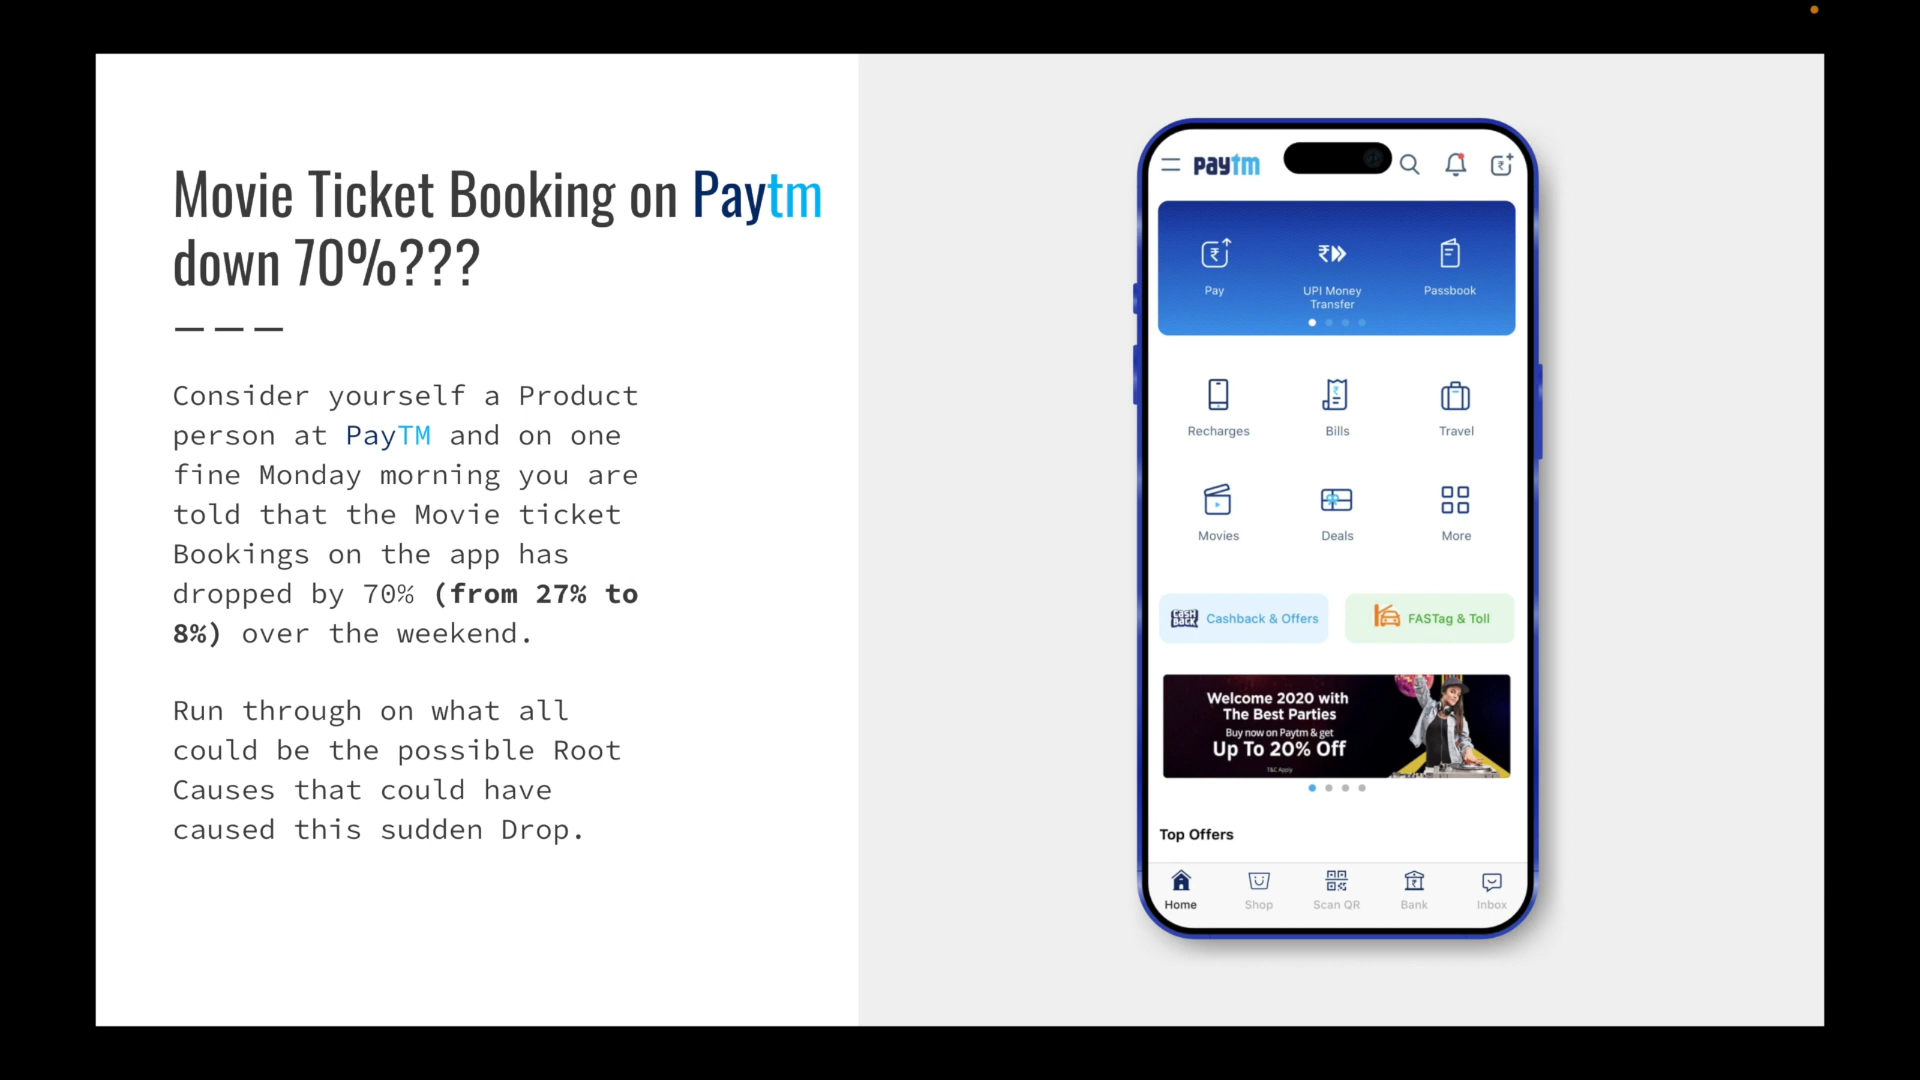 Movie Ticket Booking on Paytm
down 70%???
Consider yourself a Product
person at PayTM and on one
fine Monday morning you are
told that the Movie ticket
Bookings on the app has
dropped by 70% (from 27% to
8%) over the weekend.
Run through on what all
could be the possible Root
Causes that could have
caused this sudden Drop.
paytm
Pay
UPI Money
Transfer
Passbook
Recharges
Bills
Travel
Movies
Deals
More
CASH
BACK
Cashback & Offers
FASTag & Toll
Welcome 2020 with
The Best Parties
Buy now on Paytm & get
Up To 20% Off
T&C Apply
Top Offers
Home
Shop
Scan QR
Bank
Inbox